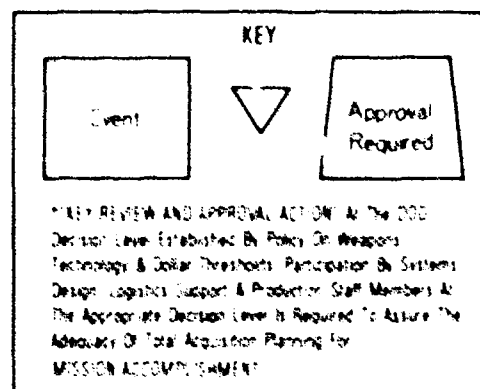 KEY
Event
Approval
Required
"KEY REVIEW AND APPROVAL ACTION" At The DOD
Decision Level Established By Policy On Weapons
Technology & Dollar Thresholds. Participation By Systems
Design, Logistics Support & Production Staff Members At
The Appropriate Decision Level Is Required To Assure The
Adequacy Of Total Acquisition Planning For
MISSION ACCOMPLISHMENT